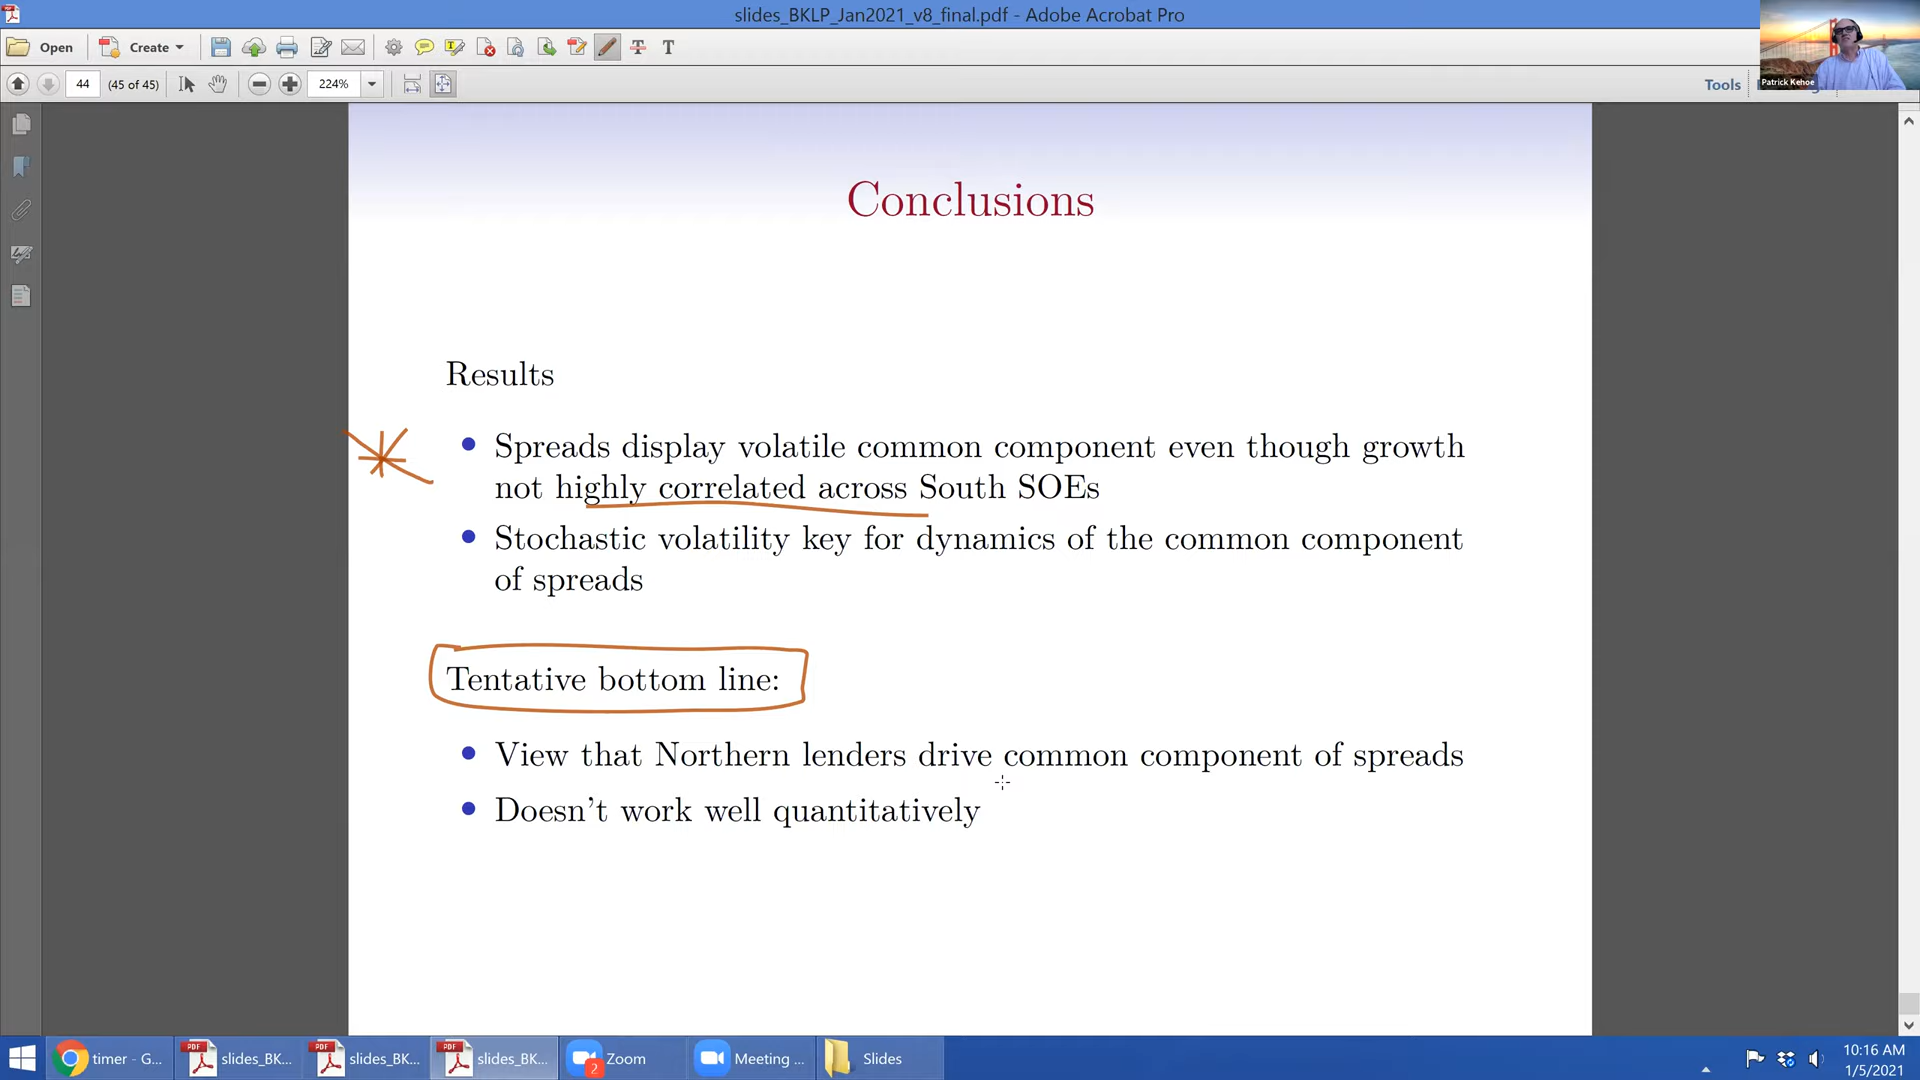 slides_BKLP_Jan2021_v8_final.pdf - Adobe Acrobat Pro
Open
Create
44
(45 of 45)
224%
Tools
Patrick Kehoe
Conclusions
Results
Spreads display volatile common component even though growth
not highly correlated across South SOEs
Stochastic volatility key for dynamics of the common component
of spreads
Tentative bottom line:
View that Northern lenders drive common component of spreads
Doesn't work well quantitatively
timer - G...
PDF
slides_BK...
PDF
slides_BK...
PDF
slides_BK...
2
Zoom
Meeting ...
Slides
10:16 AM
1/5/2021